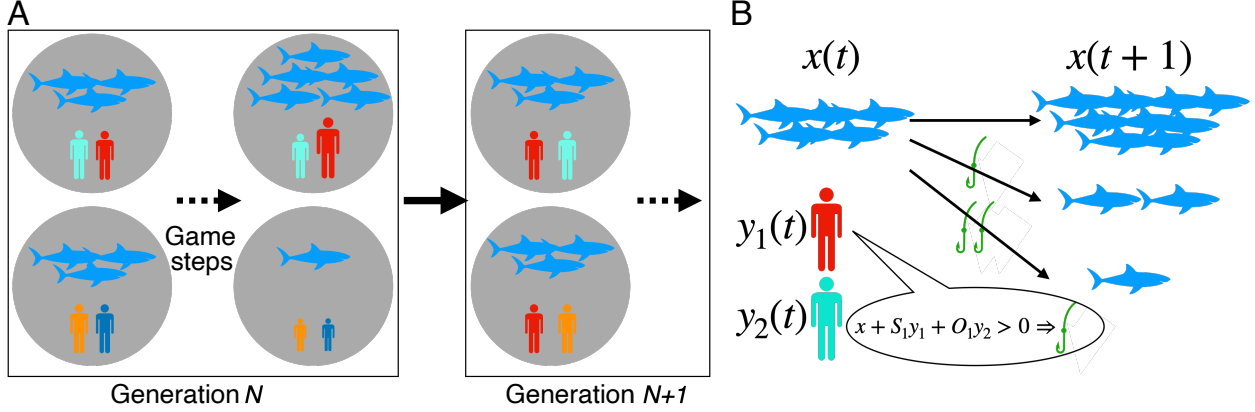 A
Game
steps
Generation N
Generation N+1
B
x(t)
x(t + 1)
y₁(t)
y₂(t)
x + S₁y₁ + O₁y₂ > 0 ⇒